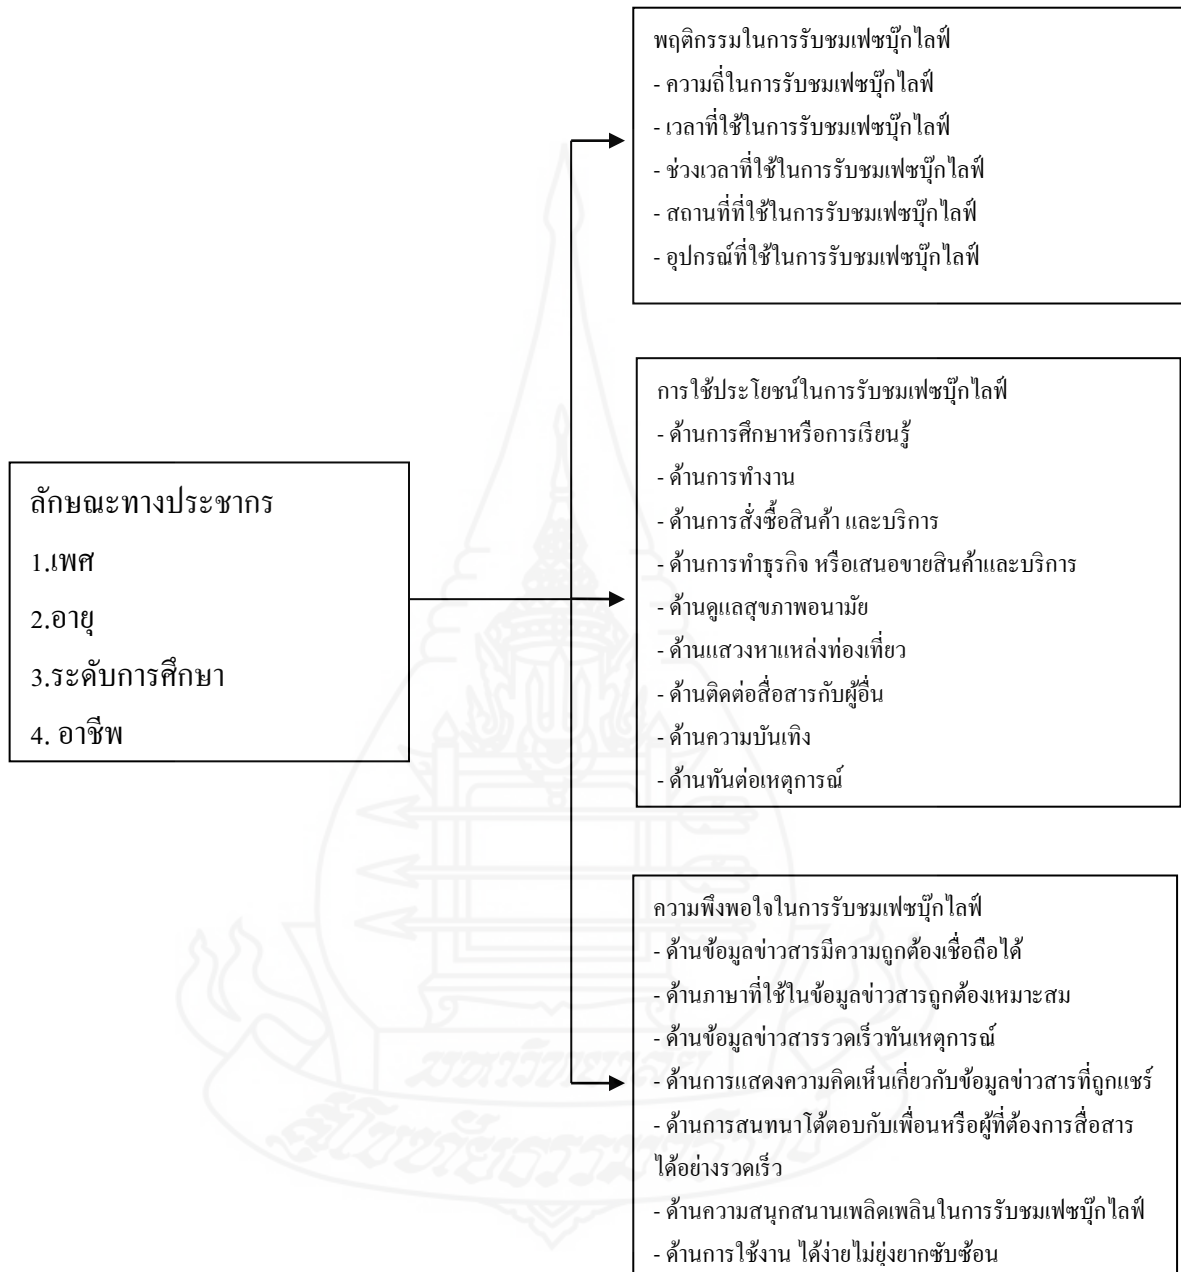 พฤติกรรมในการรับชมเฟซบุ๊กไลฟ์
- ความถี่ในการรับชมเฟซบุ๊กไลฟ์
- เวลาที่ใช้ในการรับชมเฟซบุ๊กไลฟ์
- ช่วงเวลาที่ใช้ในการรับชมเฟซบุ๊กไลฟ์
- สถานที่ที่ใช้ในการรับชมเฟซบุ๊กไลฟ์
- อุปกรณ์ที่ใช้ในการรับชมเฟซบุ๊กไลฟ์
ลักษณะทางประชากร
1.เพศ
2.อายุ
3.ระดับการศึกษา
4. อาชีพ
การใช้ประโยชน์ในการรับชมเฟซบุ๊กไลฟ์
- ด้านการศึกษาหรือการเรียนรู้
- ด้านการทำงาน
- ด้านการสั่งซื้อสินค้า และบริการ
- ด้านการทำธุรกิจ หรือเสนอขายสินค้าและบริการ
- ด้านดูแลสุขภาพอนามัย
- ด้านแสวงหาแหล่งท่องเที่ยว
- ด้านติดต่อสื่อสารกับผู้อื่น
- ด้านความบันเทิง
- ด้านทันต่อเหตุการณ์
ความพึงพอใจในการรับชมเฟซบุ๊กไลฟ์
- ด้านข้อมูลข่าวสารมีความถูกต้องเชื่อถือได้
- ด้านภาษาที่ใช้ในข้อมูลข่าวสารถูกต้องเหมาะสม
- ด้านข้อมูลข่าวสารรวดเร็วทันเหตุการณ์
- ด้านการแสดงความคิดเห็นเกี่ยวกับข้อมูลข่าวสารที่ถูกแชร์
- ด้านการสนทนาโต้ตอบกับเพื่อนหรือผู้ที่ต้องการสื่อสาร
ได้อย่างรวดเร็ว
- ด้านความสนุกสนานเพลิดเพลินในการรับชมเฟซบุ๊กไลฟ์
- ด้านการใช้งาน ได้ง่ายไม่ยุ่งยากซับซ้อน
มหาวิทยาลัย
สุโขทัยธรรมาธิราช